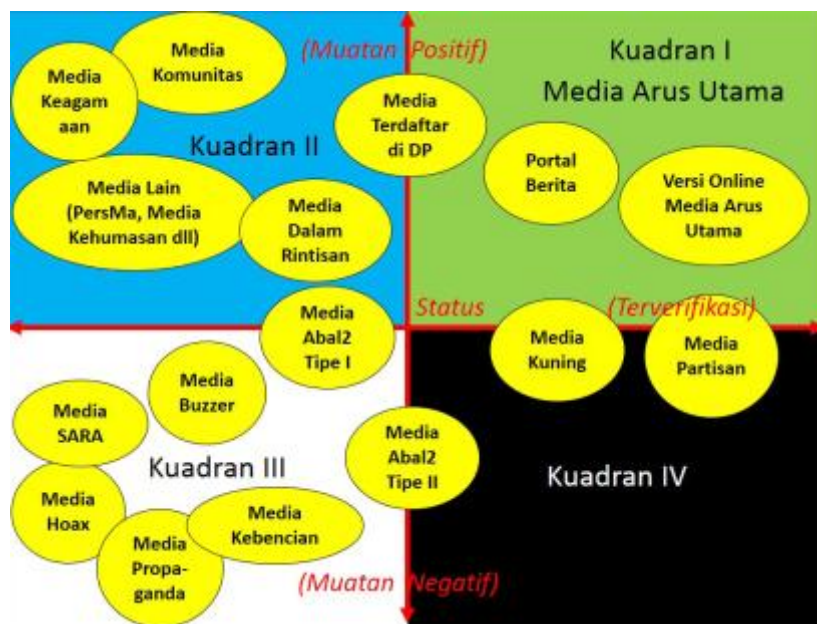 (Muatan Positif)
Kuadran I
Media Arus Utama
Kuadran II
Media
Keagam
aan
Media
Komunitas
Media
Terdaftar
di DP
Portal
Berita
Versi Online
Media Arus
Utama
Media Lain
(PersMa, Media
Kehumasan dll)
Media
Dalam
Rintisan
Status
(Terverifikasi)
Media
Abal2
Tipe I
Media
Kuning
Media
Partisan
Media
Buzzer
Media
SARA
Kuadran III
Media
Abal2
Tipe II
Kuadran IV
Media
Hoax
Media
Kebencian
Media
Propa-
ganda
(Muatan Negatif)